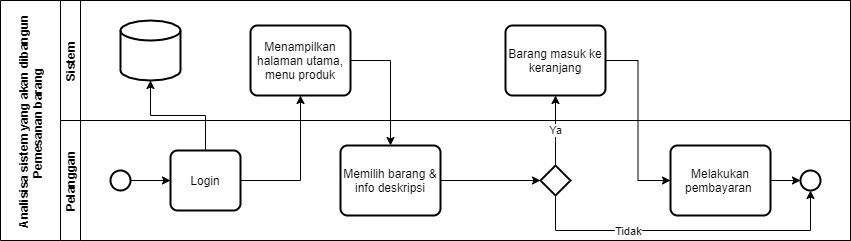 Analisisa sistem yang akan dibangun
Pemesanan barang
Sistem
Menampilkan
halaman utama,
menu produk
Barang masuk ke
keranjang
Pelanggan
Login
Memilih barang &
info deskripsi
Ya
Tidak
Melakukan
pembayaran